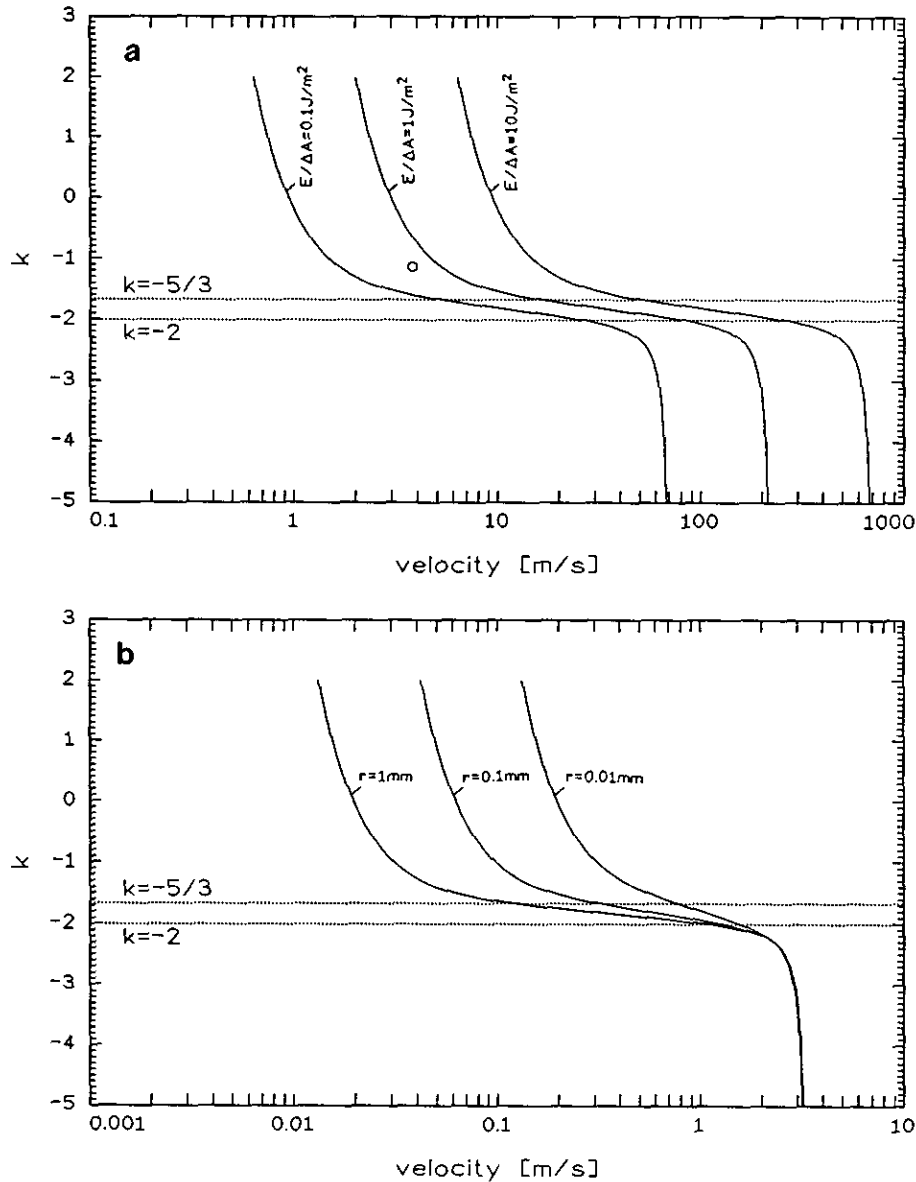 a
3
2
1
0
-1
-2
-3
-4
-5
k
E/ΔA=0.1J/m²
E/ΔA=1J/m²
E/ΔA=10J/m²
k=-5/3
k=-2
0.1
1
10
100
1000
velocity [m/s]
b
3
2
1
0
-1
-2
-3
-4
-5
k
r=1mm
r=0.1mm
r=0.01mm
k=-5/3
k=-2
0.001
0.01
0.1
1
10
velocity [m/s]